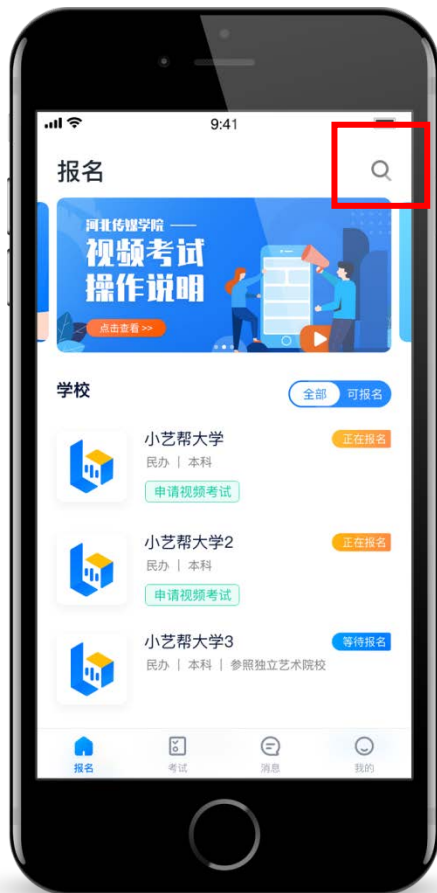 9:41
报名
河北传媒学院 ——
视频考试
操作说明
点击查看 >>
学校
全部 可报名
小艺帮大学 正在报名
民办 | 本科
申请视频考试
小艺帮大学2 正在报名
民办 | 本科
申请视频考试
小艺帮大学3 等待报名
民办 | 本科 | 参照独立艺术院校
报名 考试 消息 我的